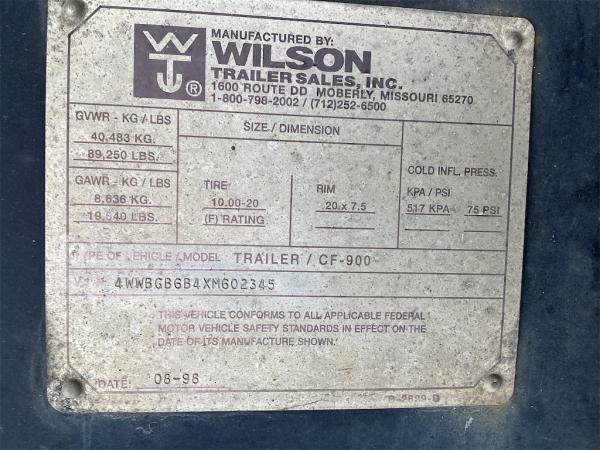 MANUFACTURED BY:
WILSON
TRAILER SALES, INC.
1600 ROUTE DD MOBERLY, MISSOURI 65270
1-800-798-2002 / (712)252-6500
W
T ®
GVWR - KG / LBS
40,483 KG.
89,250 LBS.
GAWR - KG / LBS
8,636 KG.
19,040 LBS.
SIZE / DIMENSION
TIRE
10.00-20
(F) RATING
RIM
20 x 7.5
COLD INFL. PRESS.
KPA / PSI
517 KPA 75 PSI
TYPE OF VEHICLE / MODEL TRAILER / CF-900
4WWBGB6B4XM602345
THIS VEHICLE CONFORMS TO ALL APPLICABLE FEDERAL
MOTOR VEHICLE SAFETY STANDARDS IN EFFECT ON THE
DATE OF ITS MANUFACTURE SHOWN.
DATE: 08-98